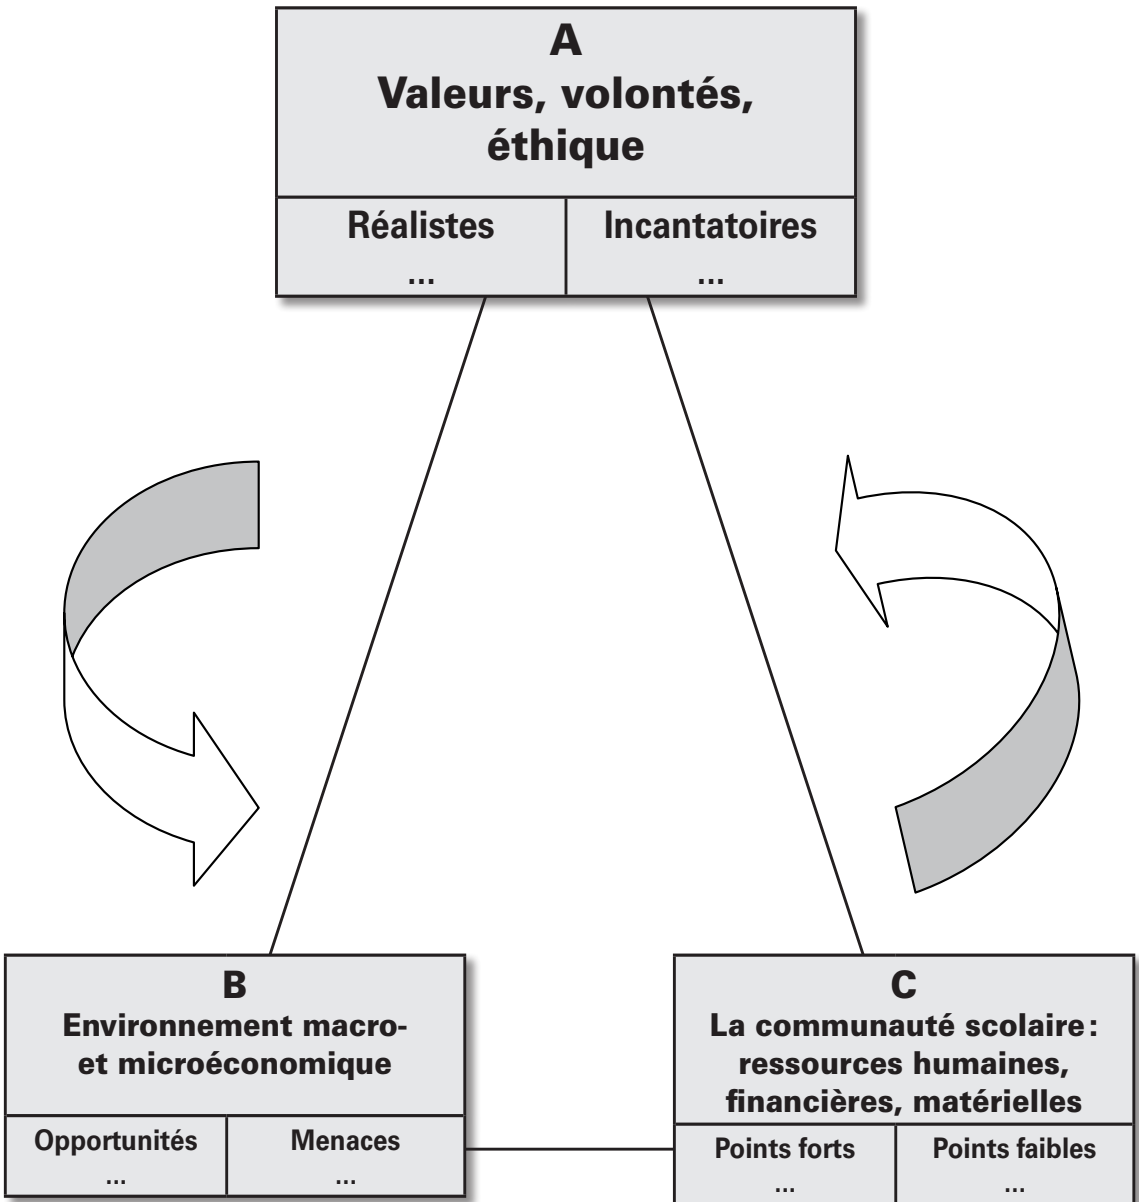 A
Valeurs, volontés,
éthique
Réalistes
...
Incantatoires
...
B
Environnement macro-
et microéconomique
Opportunités
...
Menaces
...
C
La communauté scolaire :
ressources humaines,
financières, matérielles
Points forts
...
Points faibles
...